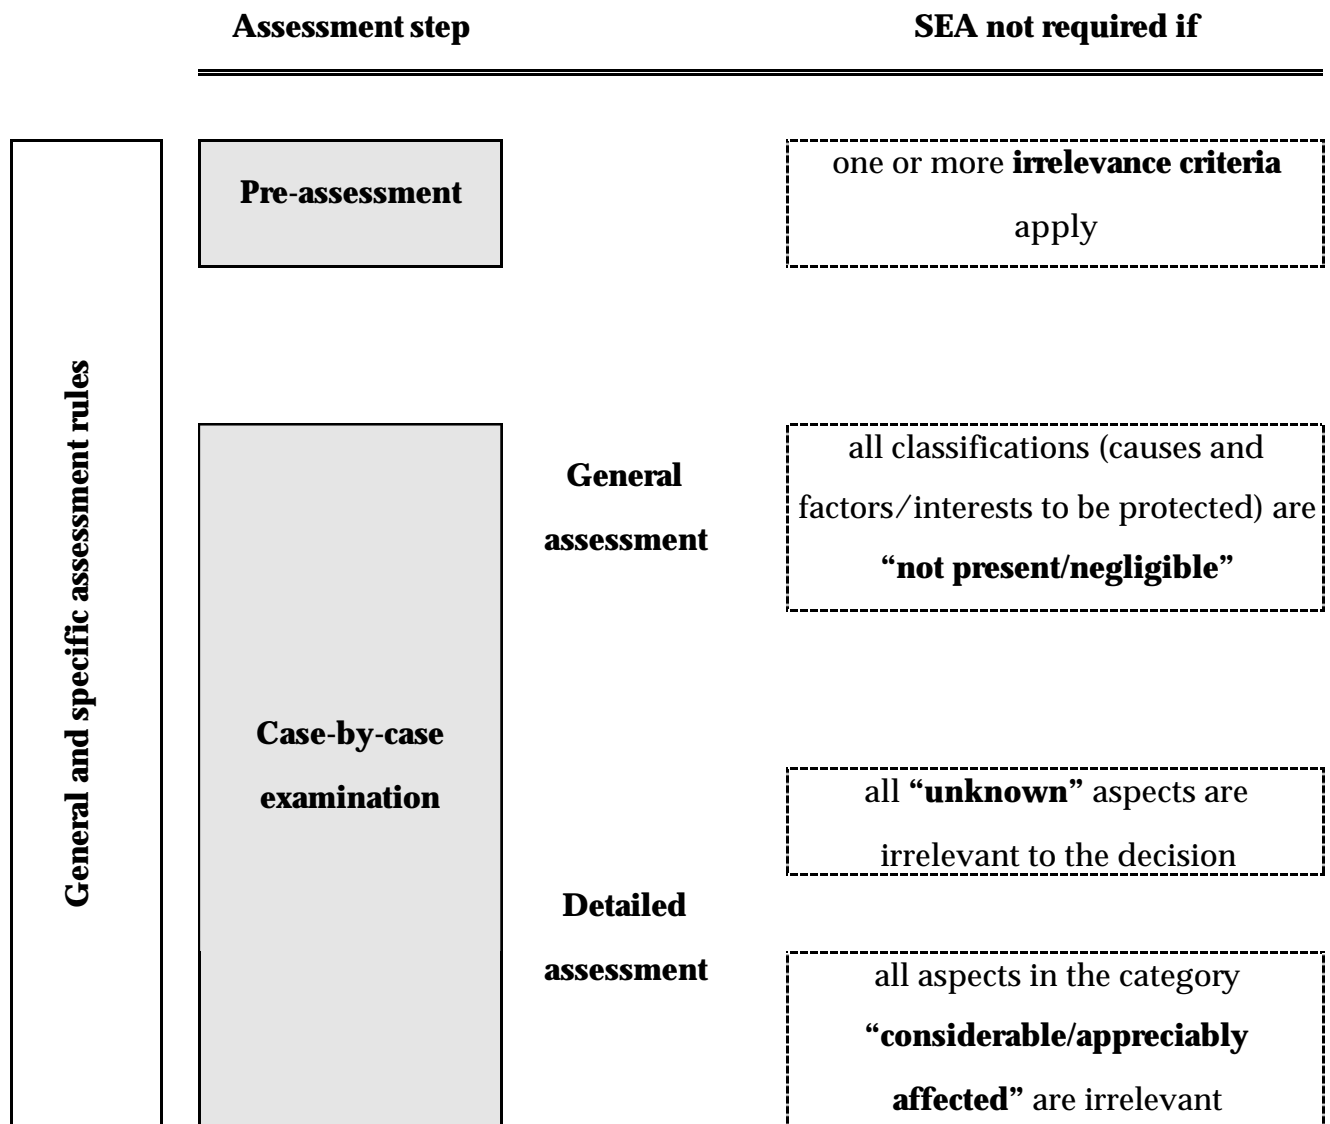 Assessment step
SEA not required if
General and specific assessment rules
Pre-assessment
one or more irrelevance criteria
apply
Case-by-case
examination
General
assessment
all classifications (causes and
factors/interests to be protected) are
“not present/negligible”
Detailed
assessment
all “unknown” aspects are
irrelevant to the decision
all aspects in the category
“considerable/appreciably
affected” are irrelevant